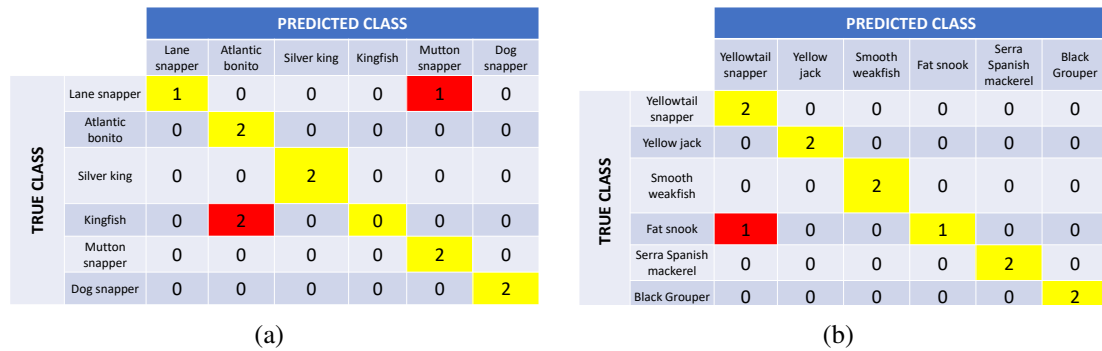 PREDICTED CLASS
Lane snapper Atlantic bonito Silver king Kingfish Mutton snapper Dog snapper
TRUE CLASS
Lane snapper 1 0 0 0 1 0
Atlantic bonito 0 2 0 0 0 0
Silver king 0 0 2 0 0 0
Kingfish 0 2 0 0 0 0
Mutton snapper 0 0 0 0 2 0
Dog snapper 0 0 0 0 0 2
(a)
PREDICTED CLASS
Yellowtail snapper Yellow jack Smooth weakfish Fat snook Serra Spanish mackerel Black Grouper
TRUE CLASS
Yellowtail snapper 2 0 0 0 0 0
Yellow jack 0 2 0 0 0 0
Smooth weakfish 0 0 2 0 0 0
Fat snook 1 0 0 1 0 0
Serra Spanish mackerel 0 0 0 0 2 0
Black Grouper 0 0 0 0 0 2
(b)